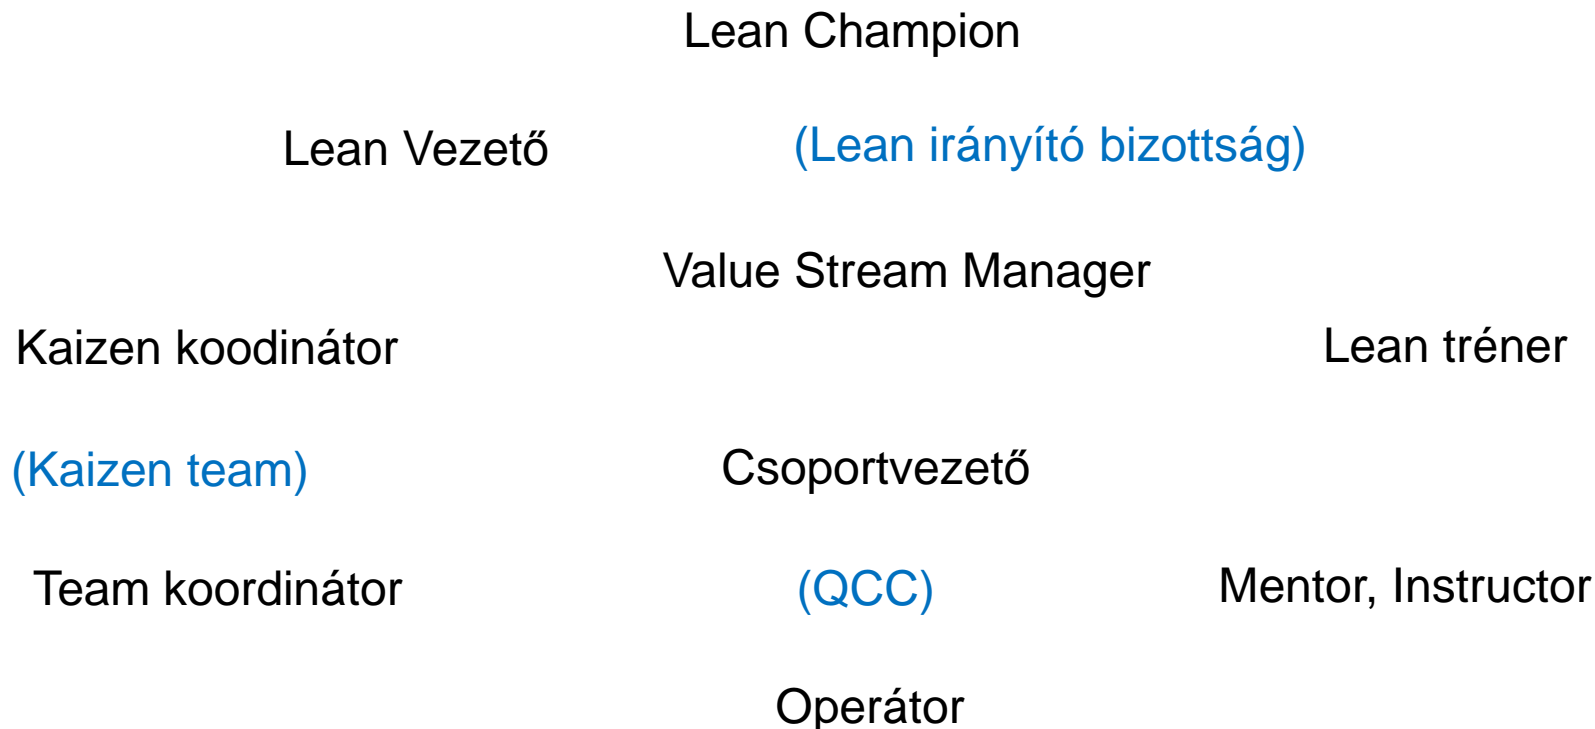 Lean Champion
Lean Vezető
(Lean irányító bizottság)
Value Stream Manager
Kaizen koodinátor
Lean tréner
(Kaizen team)
Csoportvezető
Team koordinátor
(QCC)
Mentor, Instructor
Operátor